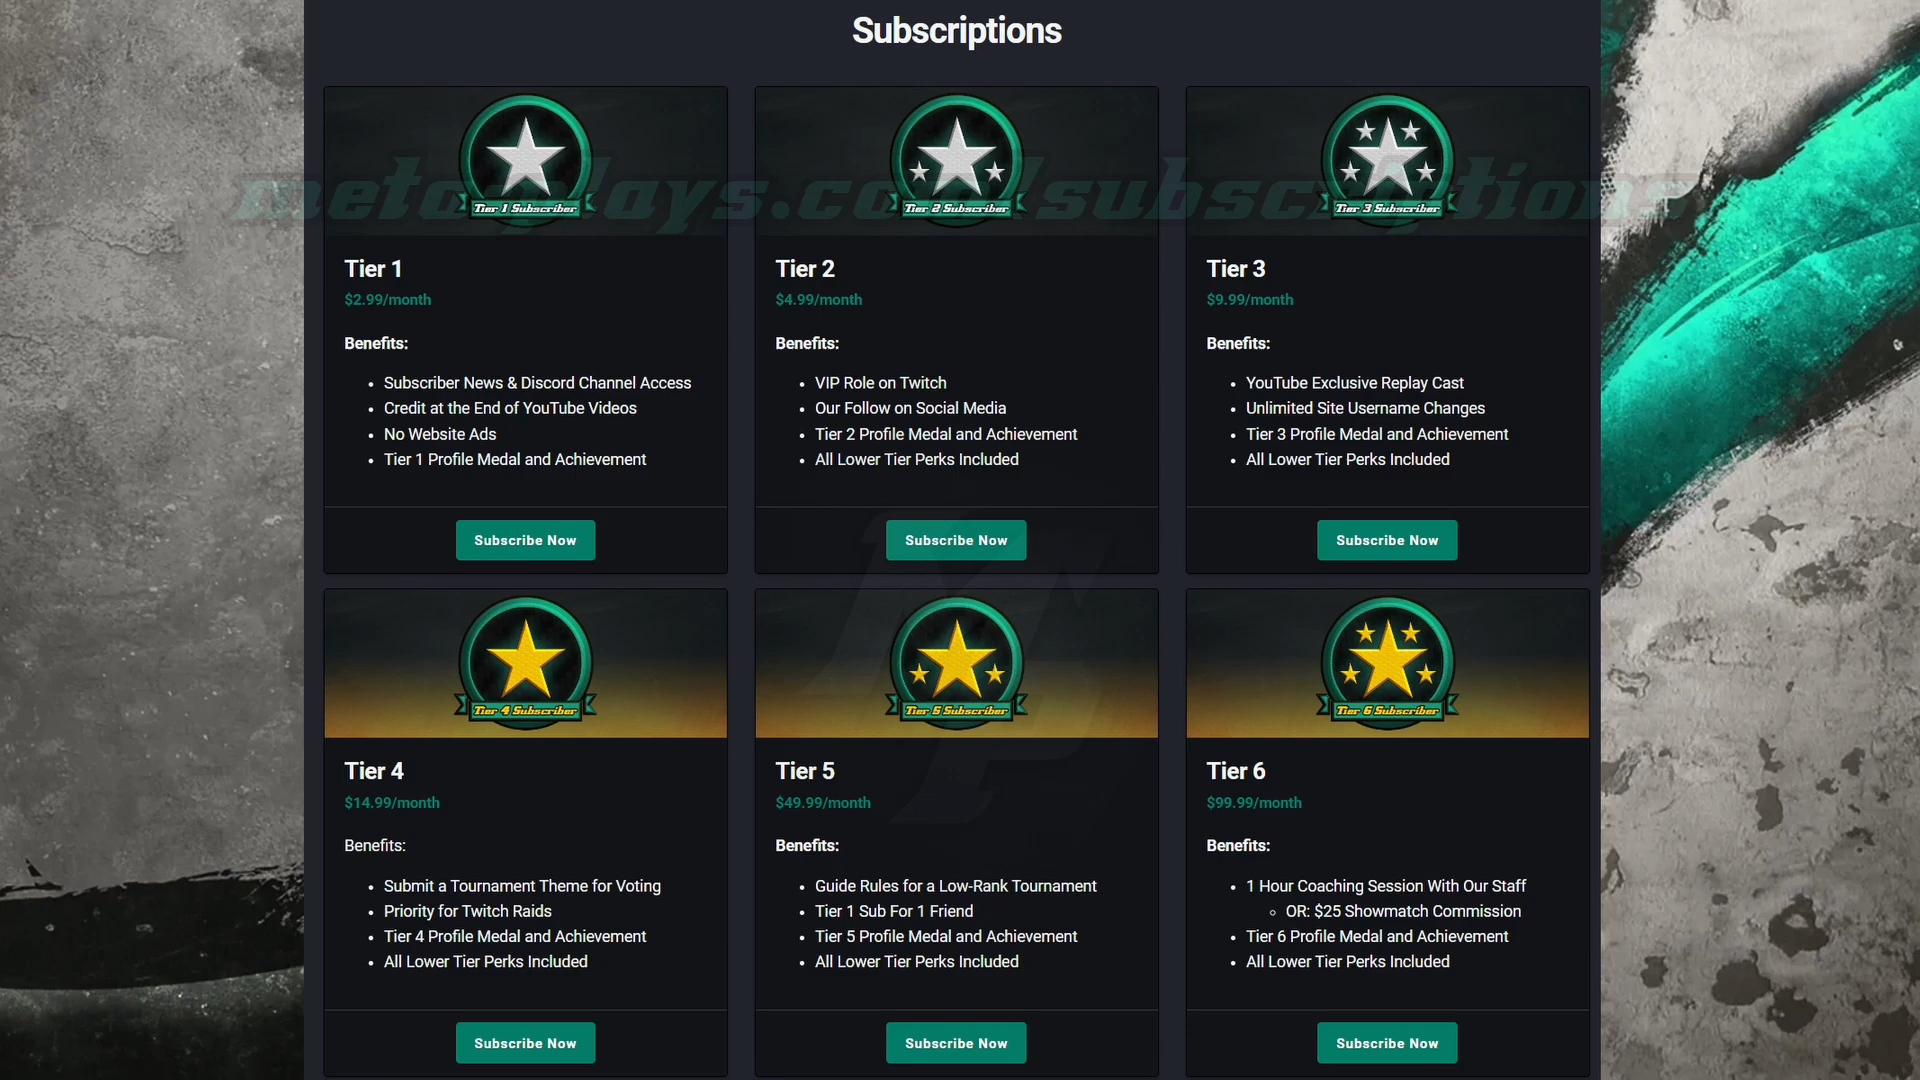 Subscriptions
metaplays.com/subscriptions
Tier 1 Subscriber
Tier 1
$2.99/month
Benefits:
Subscriber News & Discord Channel Access
Credit at the End of YouTube Videos
No Website Ads
Tier 1 Profile Medal and Achievement
Subscribe Now
Tier 2 Subscriber
Tier 2
$4.99/month
Benefits:
VIP Role on Twitch
Our Follow on Social Media
Tier 2 Profile Medal and Achievement
All Lower Tier Perks Included
Subscribe Now
Tier 3 Subscriber
Tier 3
$9.99/month
Benefits:
YouTube Exclusive Replay Cast
Unlimited Site Username Changes
Tier 3 Profile Medal and Achievement
All Lower Tier Perks Included
Subscribe Now
Tier 4 Subscriber
Tier 4
$14.99/month
Benefits:
Submit a Tournament Theme for Voting
Priority for Twitch Raids
Tier 4 Profile Medal and Achievement
All Lower Tier Perks Included
Subscribe Now
Tier 5 Subscriber
Tier 5
$49.99/month
Benefits:
Guide Rules for a Low-Rank Tournament
Tier 1 Sub For 1 Friend
Tier 5 Profile Medal and Achievement
All Lower Tier Perks Included
Subscribe Now
Tier 6 Subscriber
Tier 6
$99.99/month
Benefits:
1 Hour Coaching Session With Our Staff
OR: $25 Showmatch Commission
Tier 6 Profile Medal and Achievement
All Lower Tier Perks Included
Subscribe Now